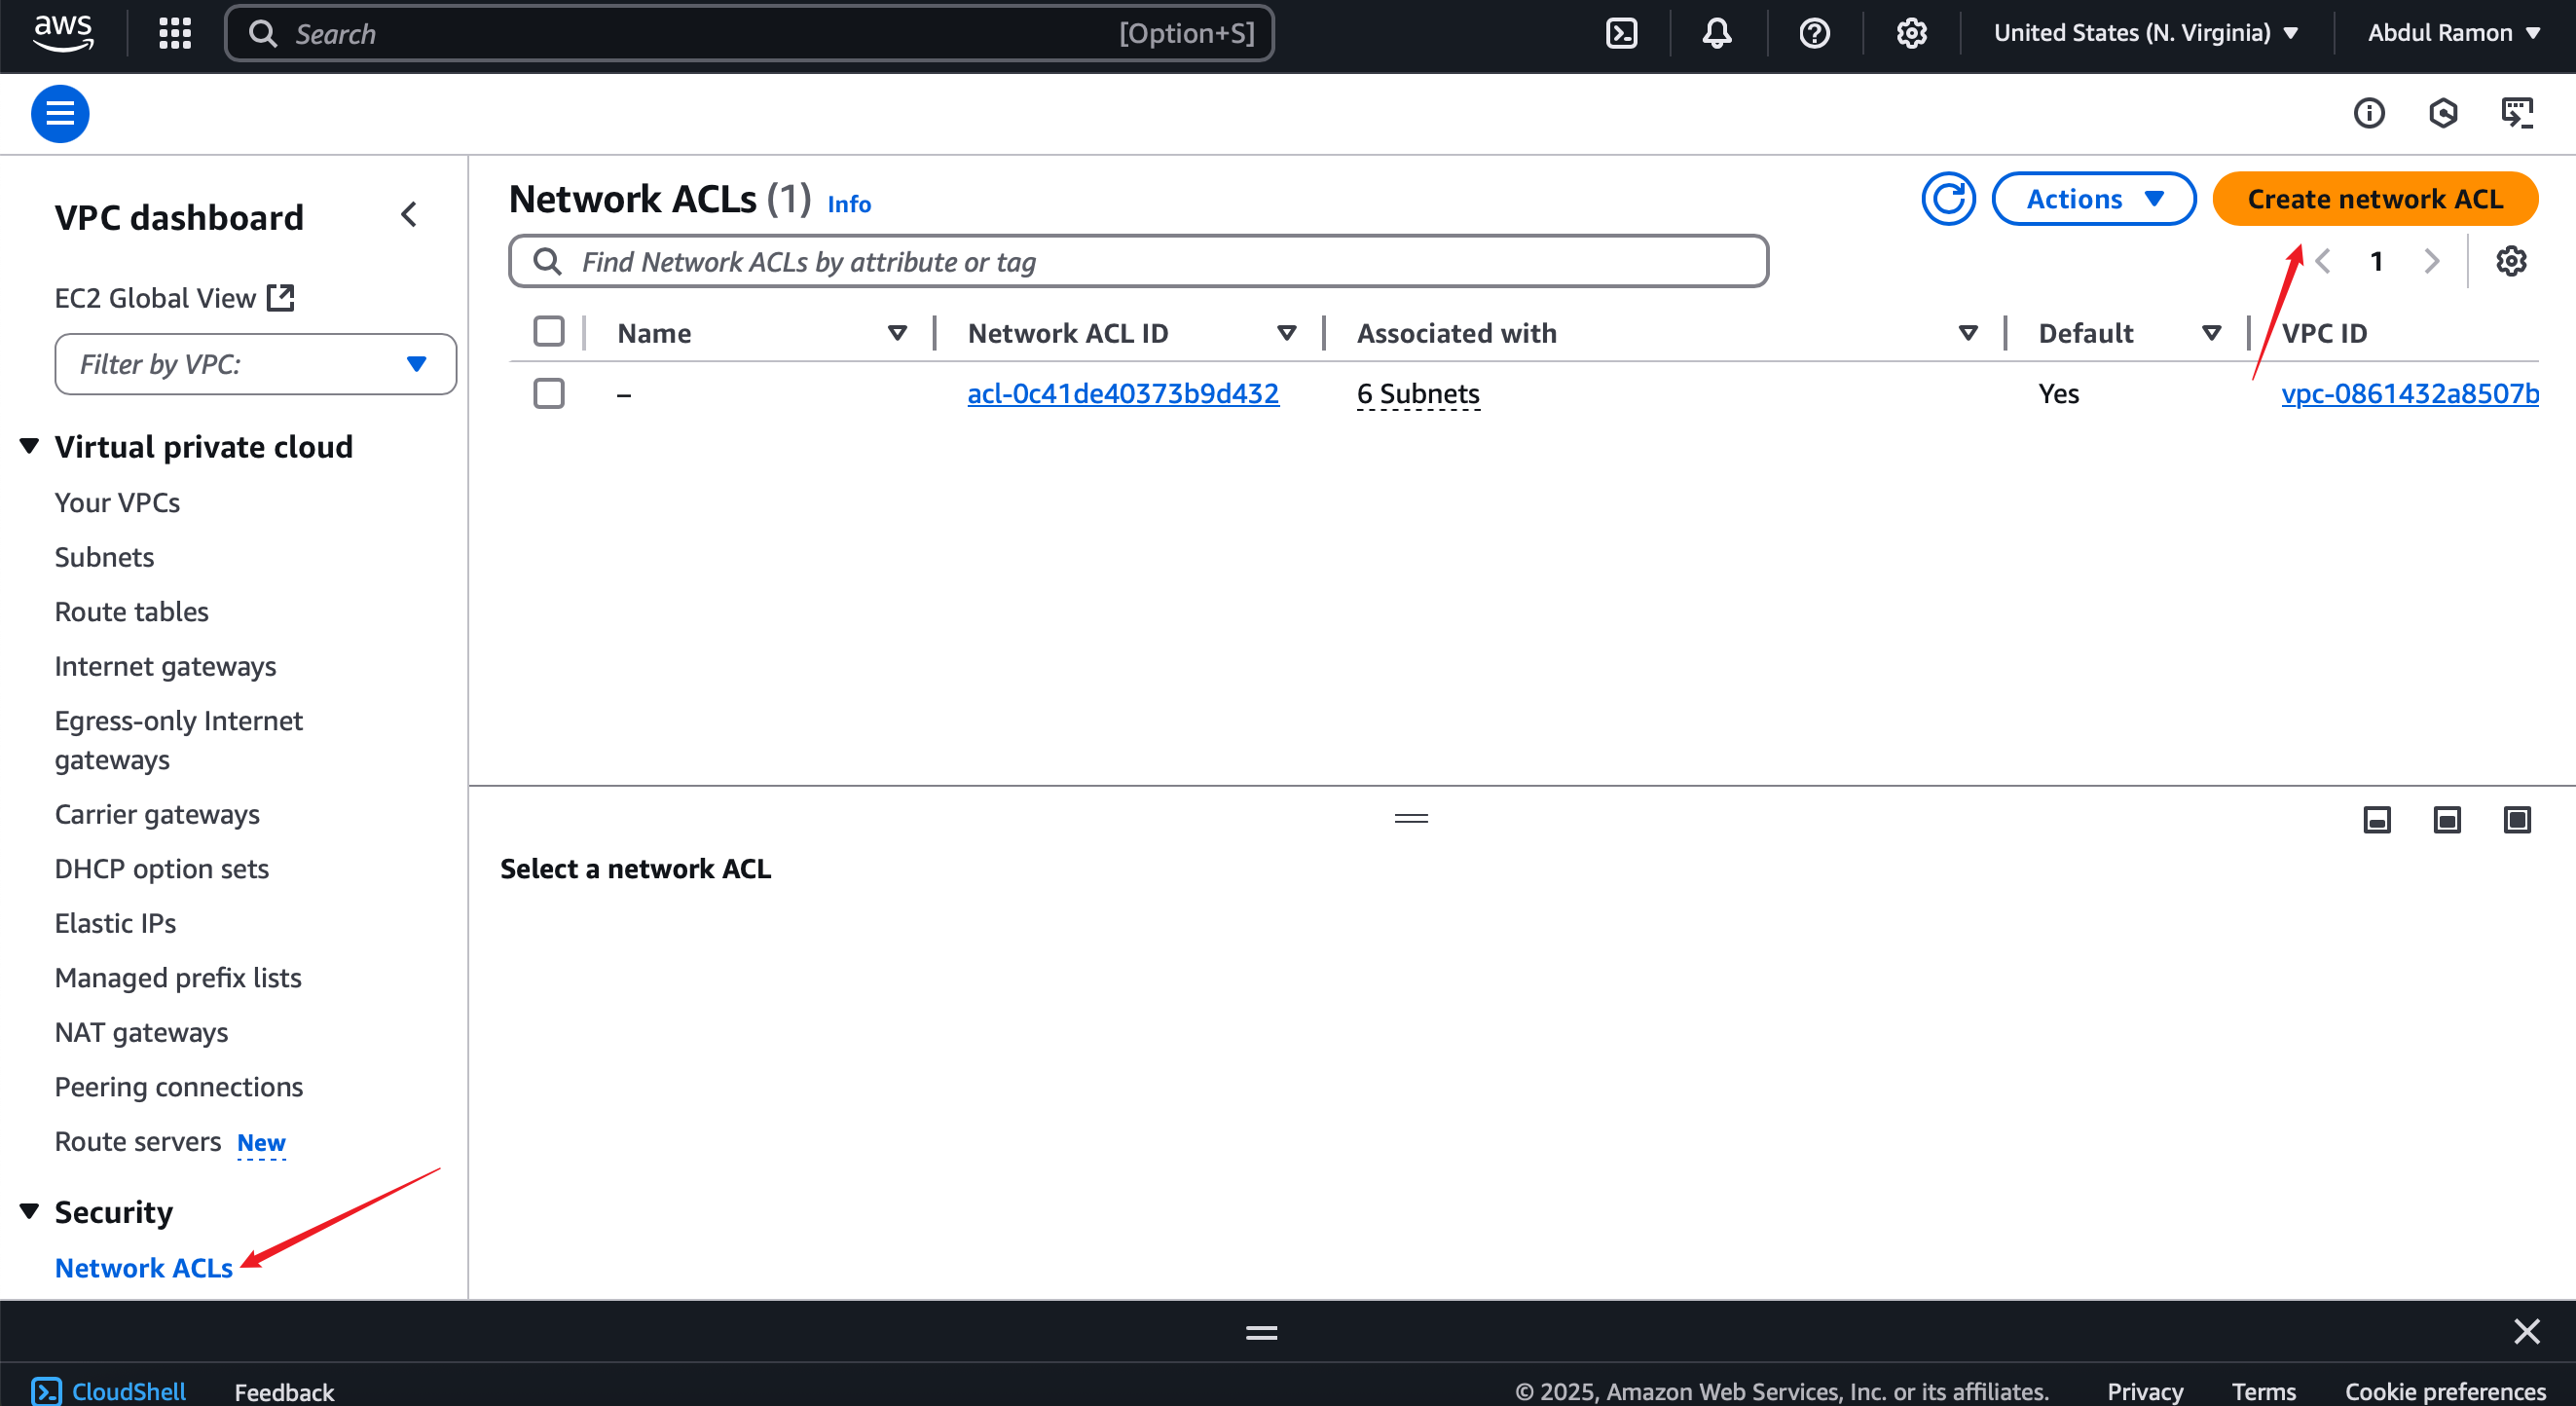 aws
Search [Option+S]
United States (N. Virginia)
Abdul Ramon
VPC dashboard
EC2 Global View
Filter by VPC:
Virtual private cloud
Your VPCs
Subnets
Route tables
Internet gateways
Egress-only Internet
gateways
Carrier gateways
DHCP option sets
Elastic IPs
Managed prefix lists
NAT gateways
Peering connections
Route servers New
Security
Network ACLs
Network ACLs (1) Info
Actions
Create network ACL
Find Network ACLs by attribute or tag
1
Name Network ACL ID Associated with Default VPC ID
– acl-0c41de40373b9d432 6 Subnets Yes vpc-0861432a8507b
Select a network ACL
CloudShell Feedback © 2025, Amazon Web Services, Inc. or its affiliates. Privacy Terms Cookie preferences